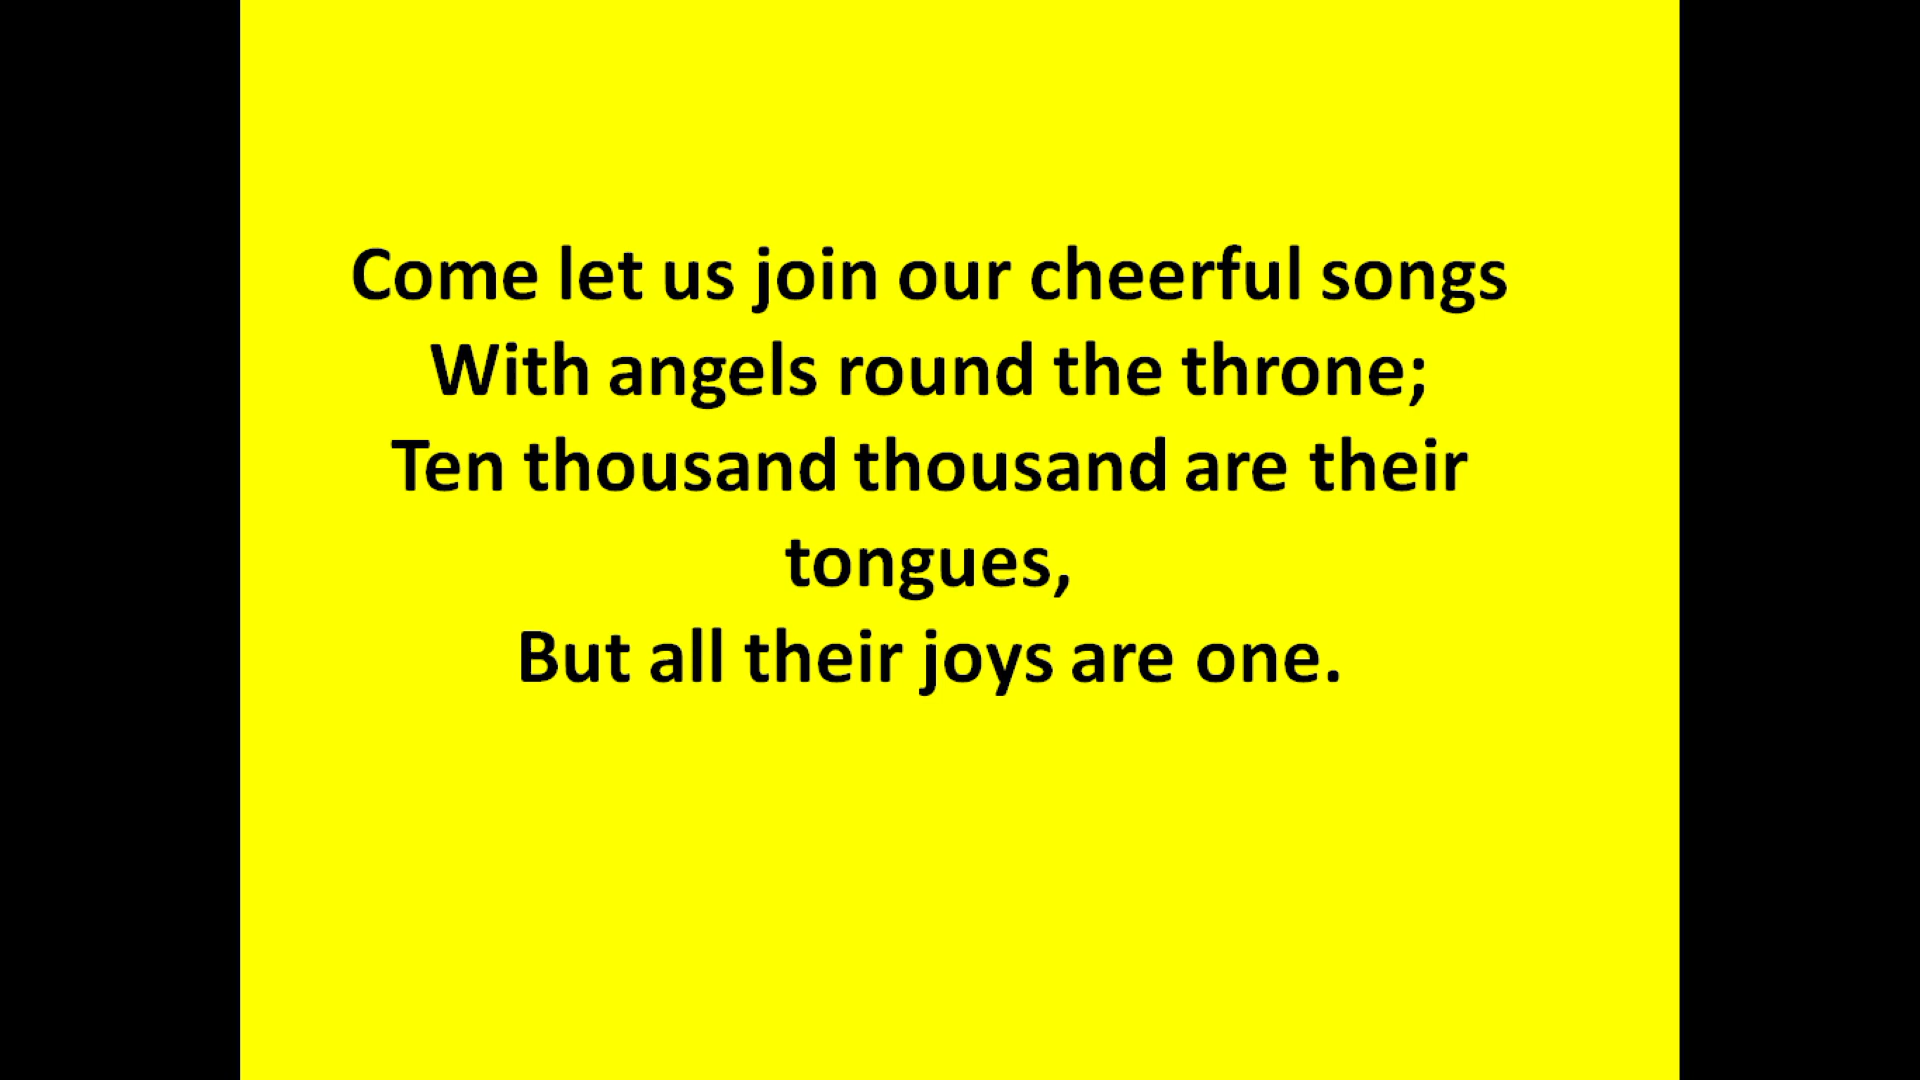 Come let us join our cheerful songs
With angels round the throne;
Ten thousand thousand are their
tongues,
But all their joys are one.